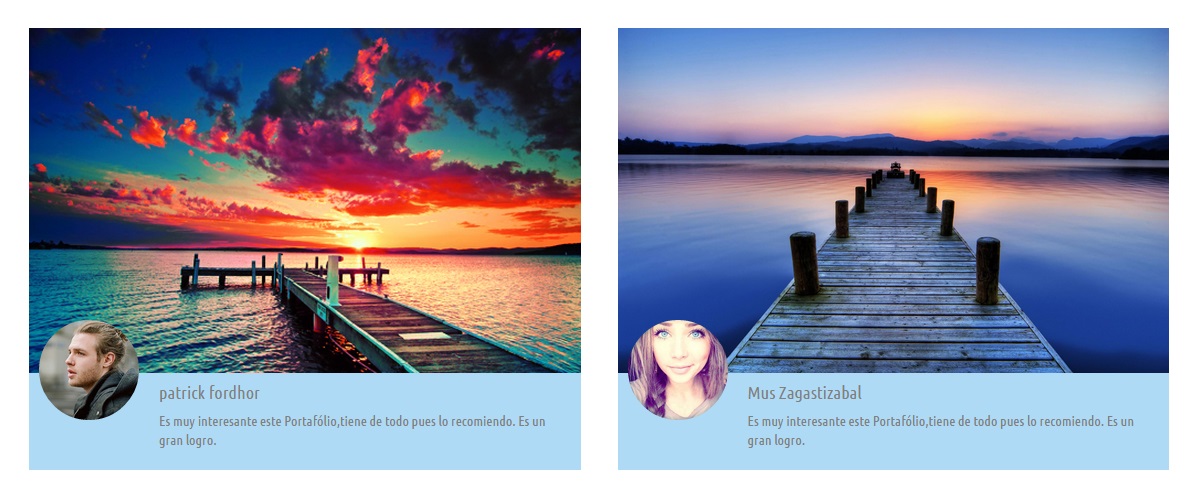 patrick fordhor
Es muy interesante este Portafólio,tiene de todo pues lo recomiendo. Es un
gran logro.
Mus Zagastizabal
Es muy interesante este Portafólio,tiene de todo pues lo recomiendo. Es un
gran logro.